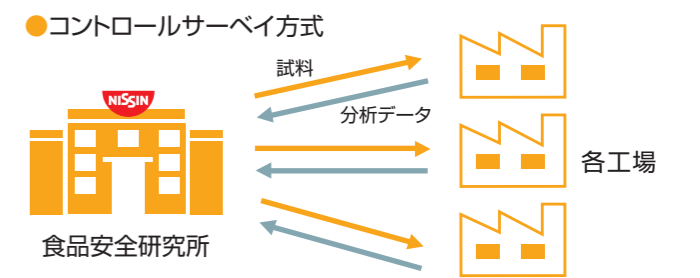 ●コントロールサーベイ方式
試料
NISSIN
分析データ
各工場
食品安全研究所